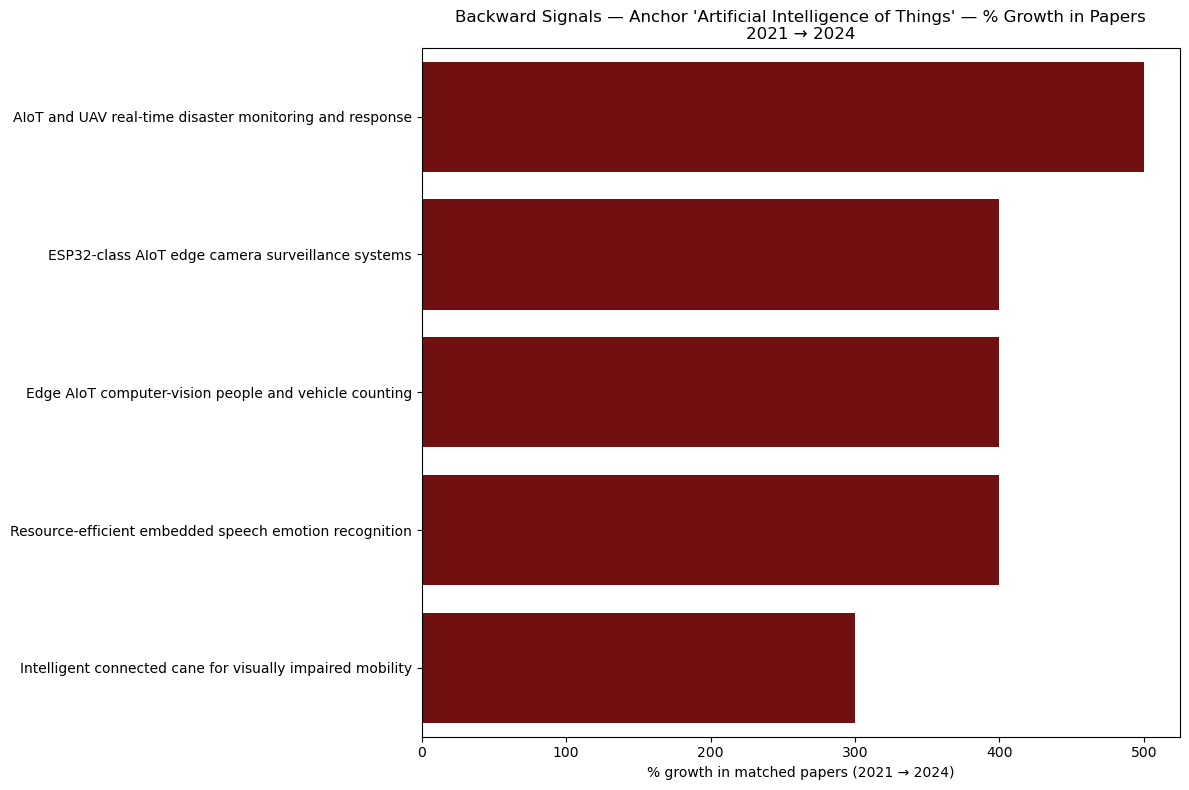 Backward Signals — Anchor 'Artificial Intelligence of Things' — % Growth in Papers
2021 → 2024
AIoT and UAV real-time disaster monitoring and response
ESP32-class AIoT edge camera surveillance systems
Edge AIoT computer-vision people and vehicle counting
Resource-efficient embedded speech emotion recognition
Intelligent connected cane for visually impaired mobility
0 100 200 300 400 500
% growth in matched papers (2021 → 2024)